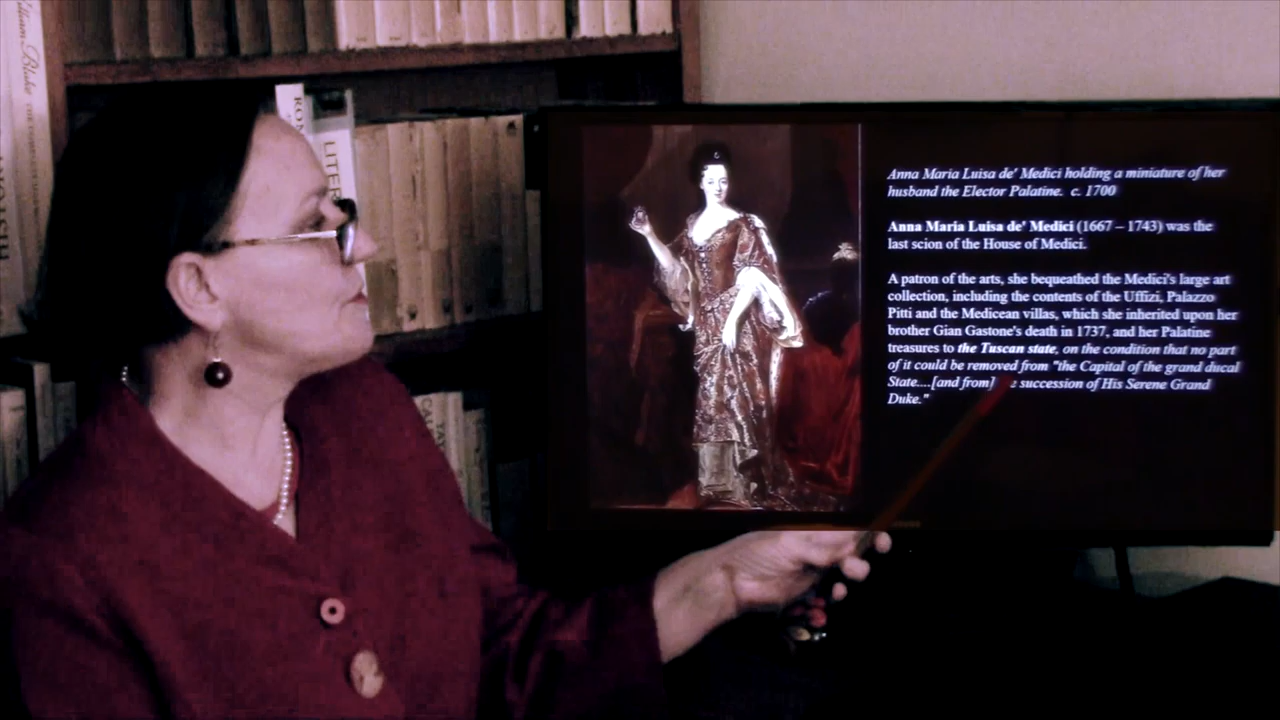 Ellinor Blake
RO
LITER
Anna Maria Luisa de' Medici holding a miniature of her
husband the Elector Palatine. c. 1700
Anna Maria Luisa de' Medici (1667 – 1743) was the
last scion of the House of Medici.
A patron of the arts, she bequeathed the Medici's large art
collection, including the contents of the Uffizi, Palazzo
Pitti and the Medicean villas, which she inherited upon her
brother Gian Gastone's death in 1737, and her Palatine
treasures to the Tuscan state, on the condition that no part
of it could be removed from "the Capital of the grand ducal
State....[and from] e succession of His Serene Grand
Duke."